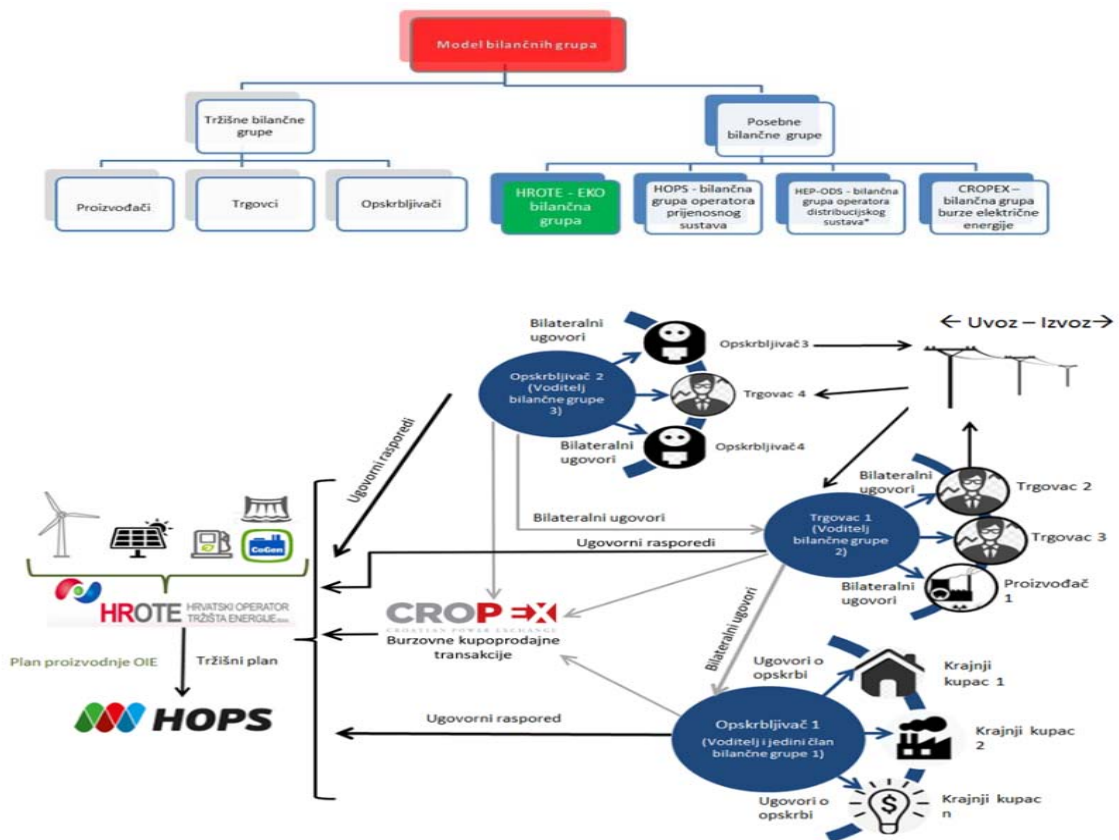 Model bilančnih grupa
Tržišne bilančne
grupe
Posebne
bilančne grupe
Proizvođači
Trgovci
Opskrbljivači
HROTE - EKO
bilančna
grupa
HOPS - bilančna
grupa operatora
prijenosnog
sustava
HEP-ODS - bilančna
grupa operatora
distribucijskog
sustava*
CROPEX –
bilančna grupa
burze električne
energije
← Uvoz – Izvoz→
Bilateralni
ugovori
Opskrbljivač 3
Opskrbljivač 2
(Voditelj
bilančne grupe
3)
Trgovac 4
Bilateralni
ugovori
Opskrbljivač 4
Ugovorni rasporedi
Bilateralni
ugovori
Trgovac 2
Bilateralni ugovori
Trgovac 1
(Voditelj
bilančne grupe
2)
Trgovac 3
Ugovorni rasporedi
Bilateralni
ugovori
Proizvođač
1
CoGen
HROTE HRVATSKI OPERATOR
TRŽIŠTA ENERGIJE
CROPEX
CROATIAN POWER EXCHANGE
Burzovne kupoprodajne
transakcije
Bilateralni ugovori
Plan proizvodnje OIE
Tržišni plan
HOPS
Ugovorni raspored
Ugovori o
opskrbi
Krajnji
kupac 1
Opskrbljivač 1
(Voditelj i jedini član
bilančne grupe 1)
Krajnji kupac
2
Ugovori o
opskrbi
$
Krajnji kupac
n